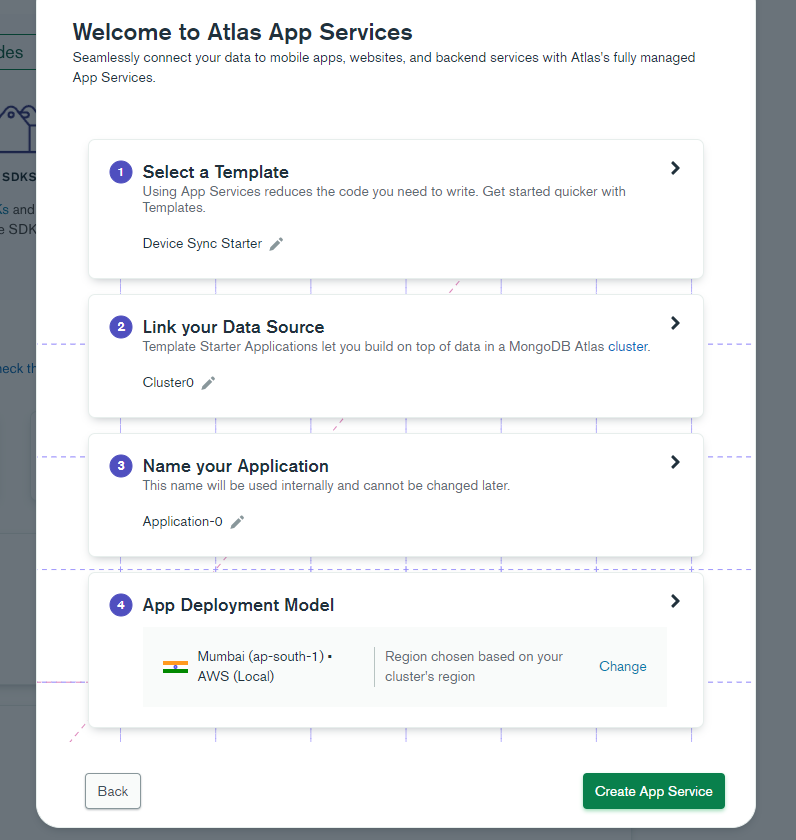 Welcome to Atlas App Services
Seamlessly connect your data to mobile apps, websites, and backend services with Atlas's fully managed
App Services.
des
SDKS
Ks and
e SDK
eck th
1
Select a Template
Using App Services reduces the code you need to write. Get started quicker with
Templates.
Device Sync Starter
2
Link your Data Source
Template Starter Applications let you build on top of data in a MongoDB Atlas cluster.
Cluster0
3
Name your Application
This name will be used internally and cannot be changed later.
Application-0
4
App Deployment Model
Mumbai (ap-south-1) •
AWS (Local)
Region chosen based on your
cluster's region
Change
Back
Create App Service